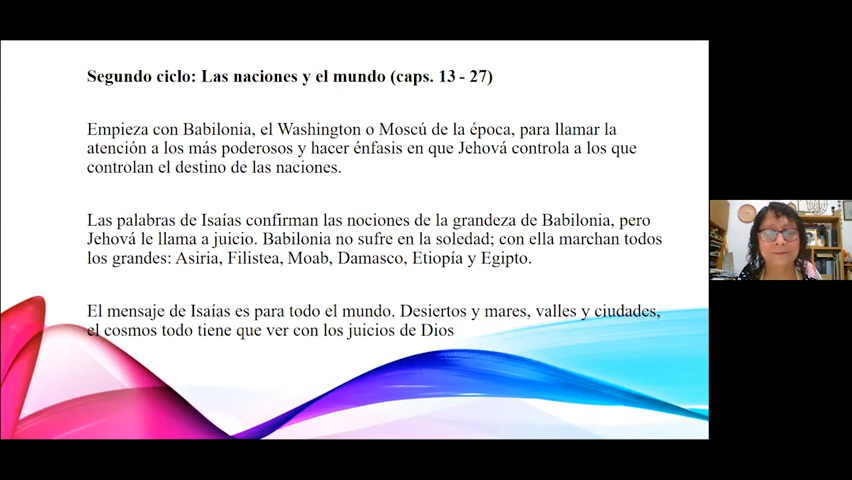 Segundo ciclo: Las naciones y el mundo (caps. 13 - 27)
Empieza con Babilonia, el Washington o Moscú de la época, para llamar la
atención a los más poderosos y hacer énfasis en que Jehová controla a los que
controlan el destino de las naciones.
Las palabras de Isaías confirman las nociones de la grandeza de Babilonia, pero
Jehová le llama a juicio. Babilonia no sufre en la soledad; con ella marchan todos
los grandes: Asiria, Filistea, Moab, Damasco, Etiopía y Egipto.
El mensaje de Isaías es para todo el mundo. Desiertos y mares, valles y ciudades,
el cosmos todo tiene que ver con los juicios de Dios